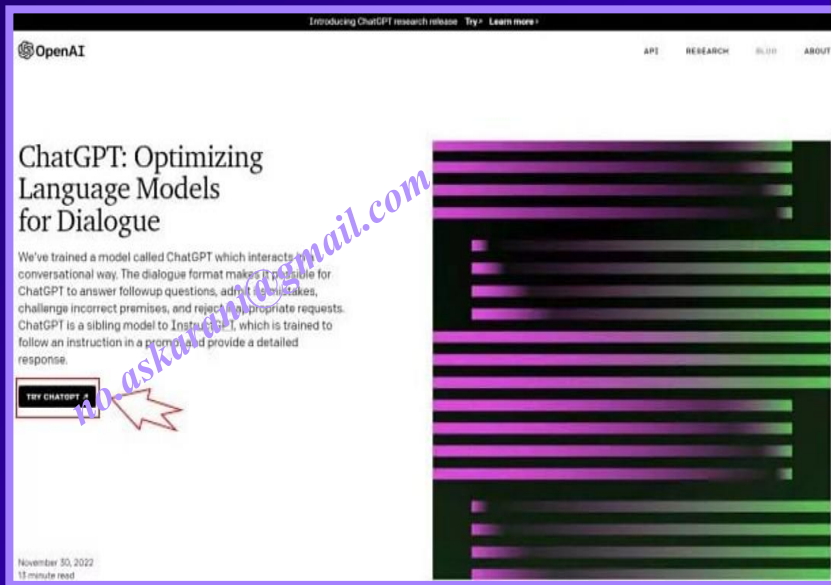 Introducing ChatGPT research release Try↗ Learn more›
OpenAI
API RESEARCH BLOG ABOUT
ChatGPT: Optimizing
Language Models
for Dialogue
We've trained a model called ChatGPT which interacts in a
conversational way. The dialogue format makes it possible for
ChatGPT to answer followup questions, admit its mistakes,
challenge incorrect premises, and reject inappropriate requests.
ChatGPT is a sibling model to InstructGPT, which is trained to
follow an instruction in a prompt and provide a detailed
response.
TRY CHATGPT ↗
no.askarani@gmail.com
November 30, 2022
13 minute read